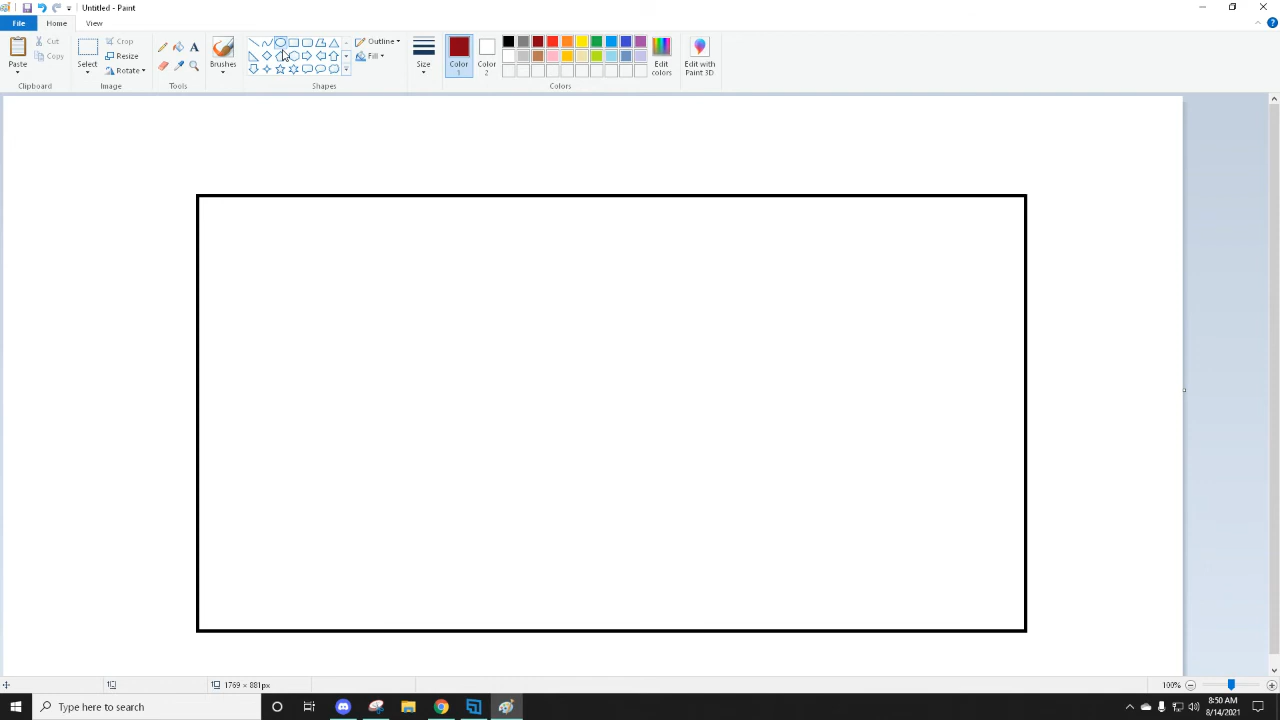 Untitled - Paint
File Home View
Paste
Cut
Copy
Clipboard
Select
Crop
Resize
Rotate
Image
A
Tools
Brushes
Outline
Fill
Shapes
Size
Color 1
Color 2
Edit colors
Colors
Edit with Paint 3D
1769 × 881px
100%
Type here to search
8:50 AM
8/14/2021